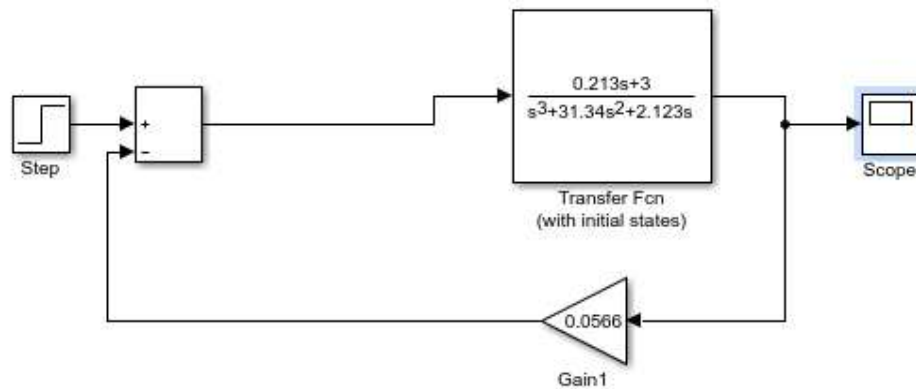 0.213s+3
s³+31.34s²+2.123s
+
−
Step
Scope
Transfer Fcn
(with initial states)
0.0566
Gain1